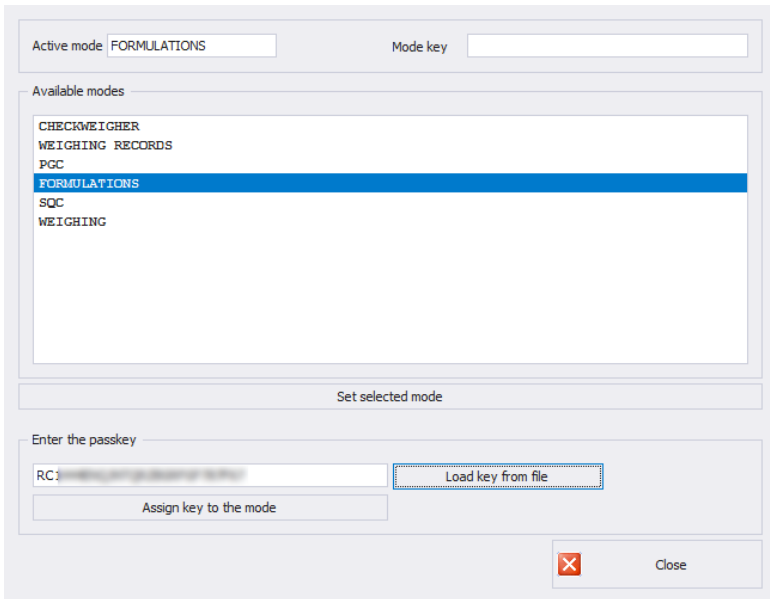 Active mode FORMULATIONS Mode key
Available modes
CHECKWEIGHER
WEIGHING RECORDS
PGC
FORMULATIONS
SQC
WEIGHING
Set selected mode
Enter the passkey
Load key from file
Assign key to the mode
Close